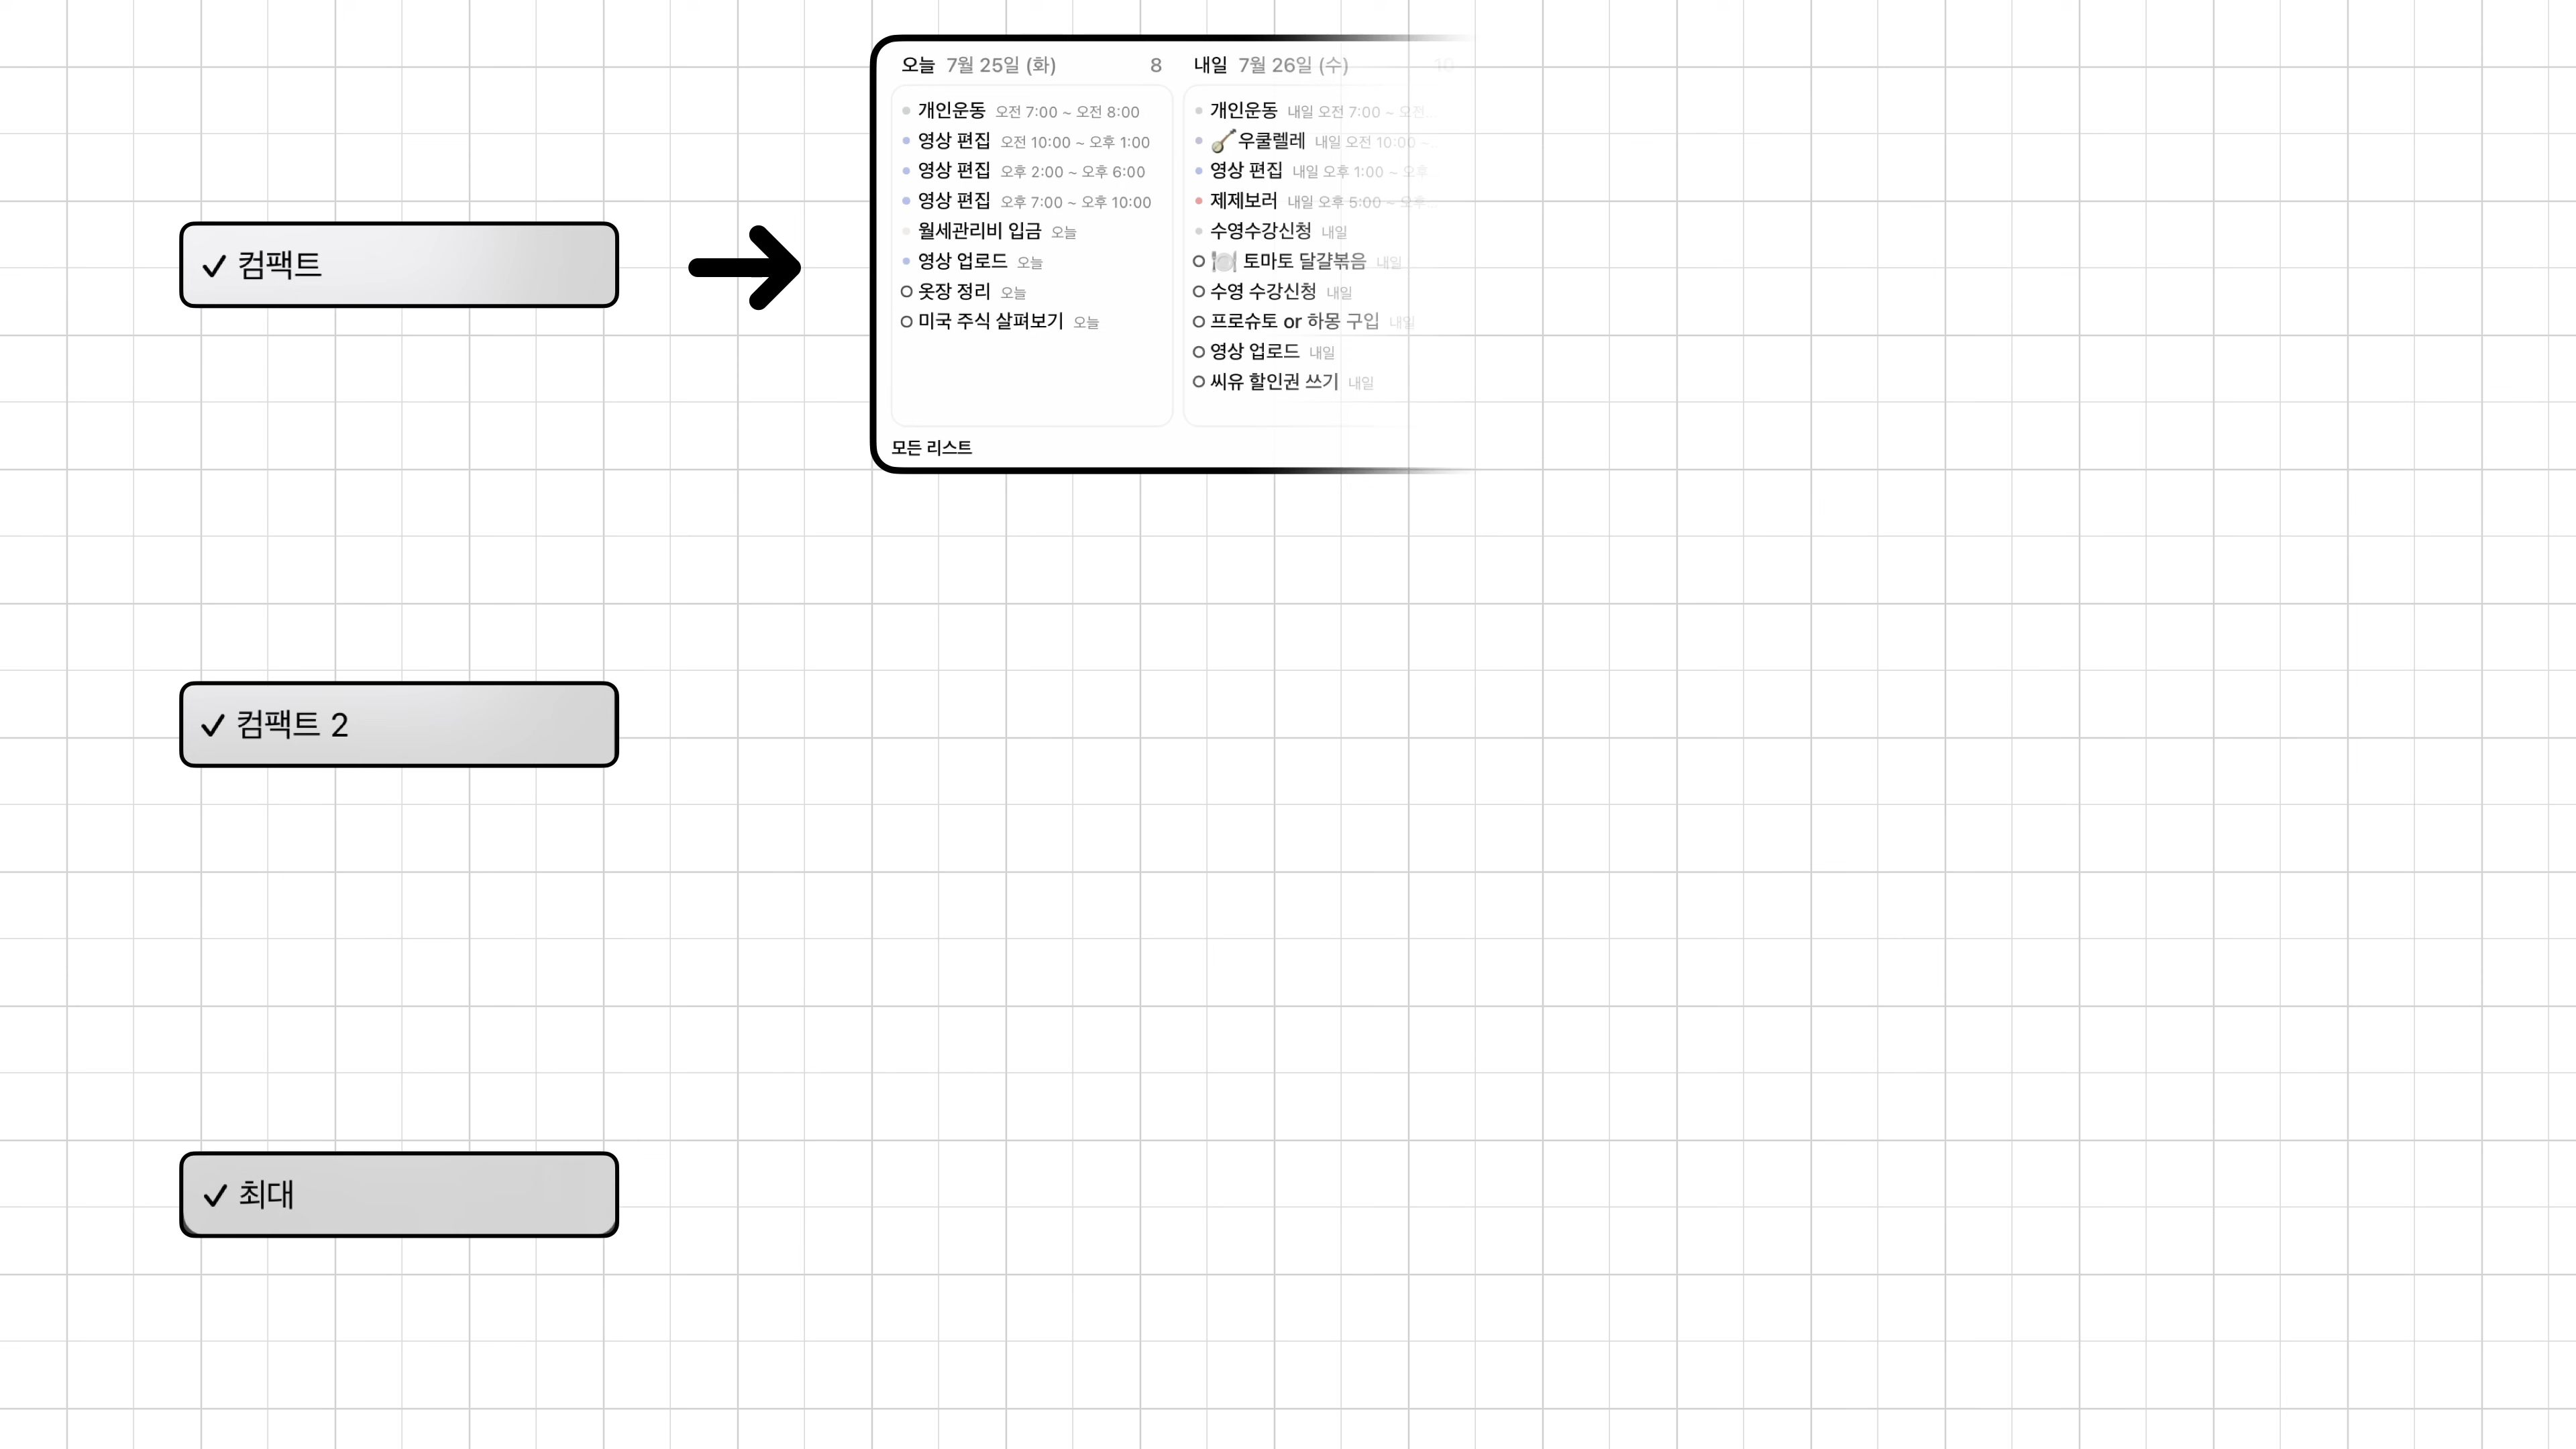 컴팩트
오늘 7월 25일 (화) 8
개인운동 오전 7:00 ~ 오전 8:00
영상 편집 오전 10:00 ~ 오후 1:00
영상 편집 오후 2:00 ~ 오후 6:00
영상 편집 오후 7:00 ~ 오후 10:00
월세관리비 입금 오늘
영상 업로드 오늘
옷장 정리 오늘
미국 주식 살펴보기 오늘
내일 7월 26일 (수) 10
개인운동 내일 오전 7:00 ~ 오전
우쿨렐레 내일 오전 10:00 ~
영상 편집 내일 오후 1:00 ~ 오후
제제보러 내일 오후 5:00 ~ 오후
수영수강신청 내일
토마토 달걀볶음 내일
수영 수강신청 내일
프로슈토 or 하몽 구입 내일
영상 업로드 내일
씨유 할인권 쓰기 내일
모든 리스트
컴팩트 2
최대